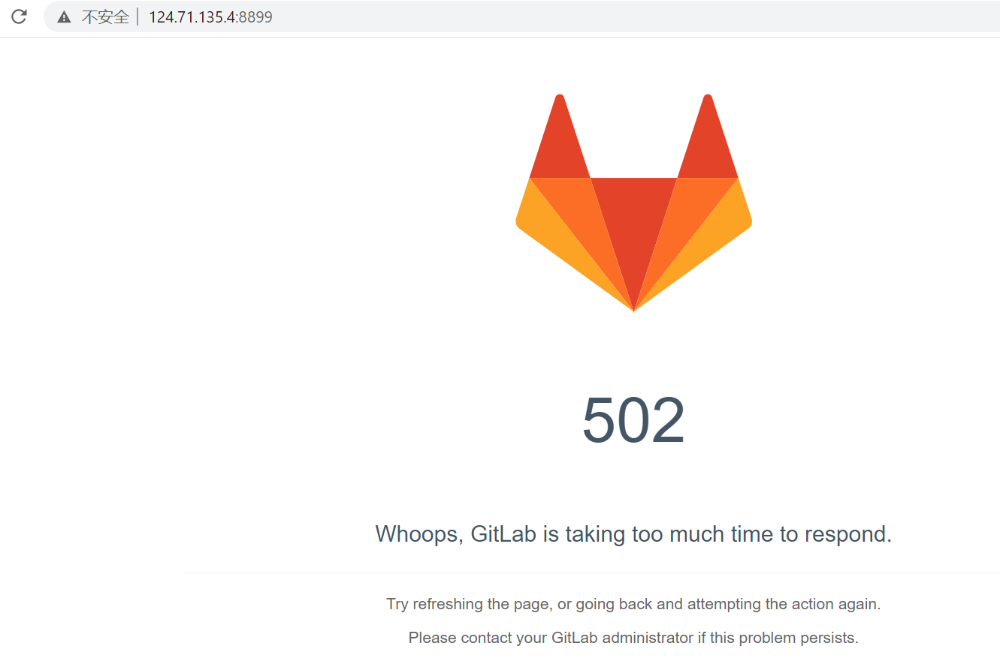 不安全 124.71.135.4:8899
502
Whoops, GitLab is taking too much time to respond.
Try refreshing the page, or going back and attempting the action again.
Please contact your GitLab administrator if this problem persists.